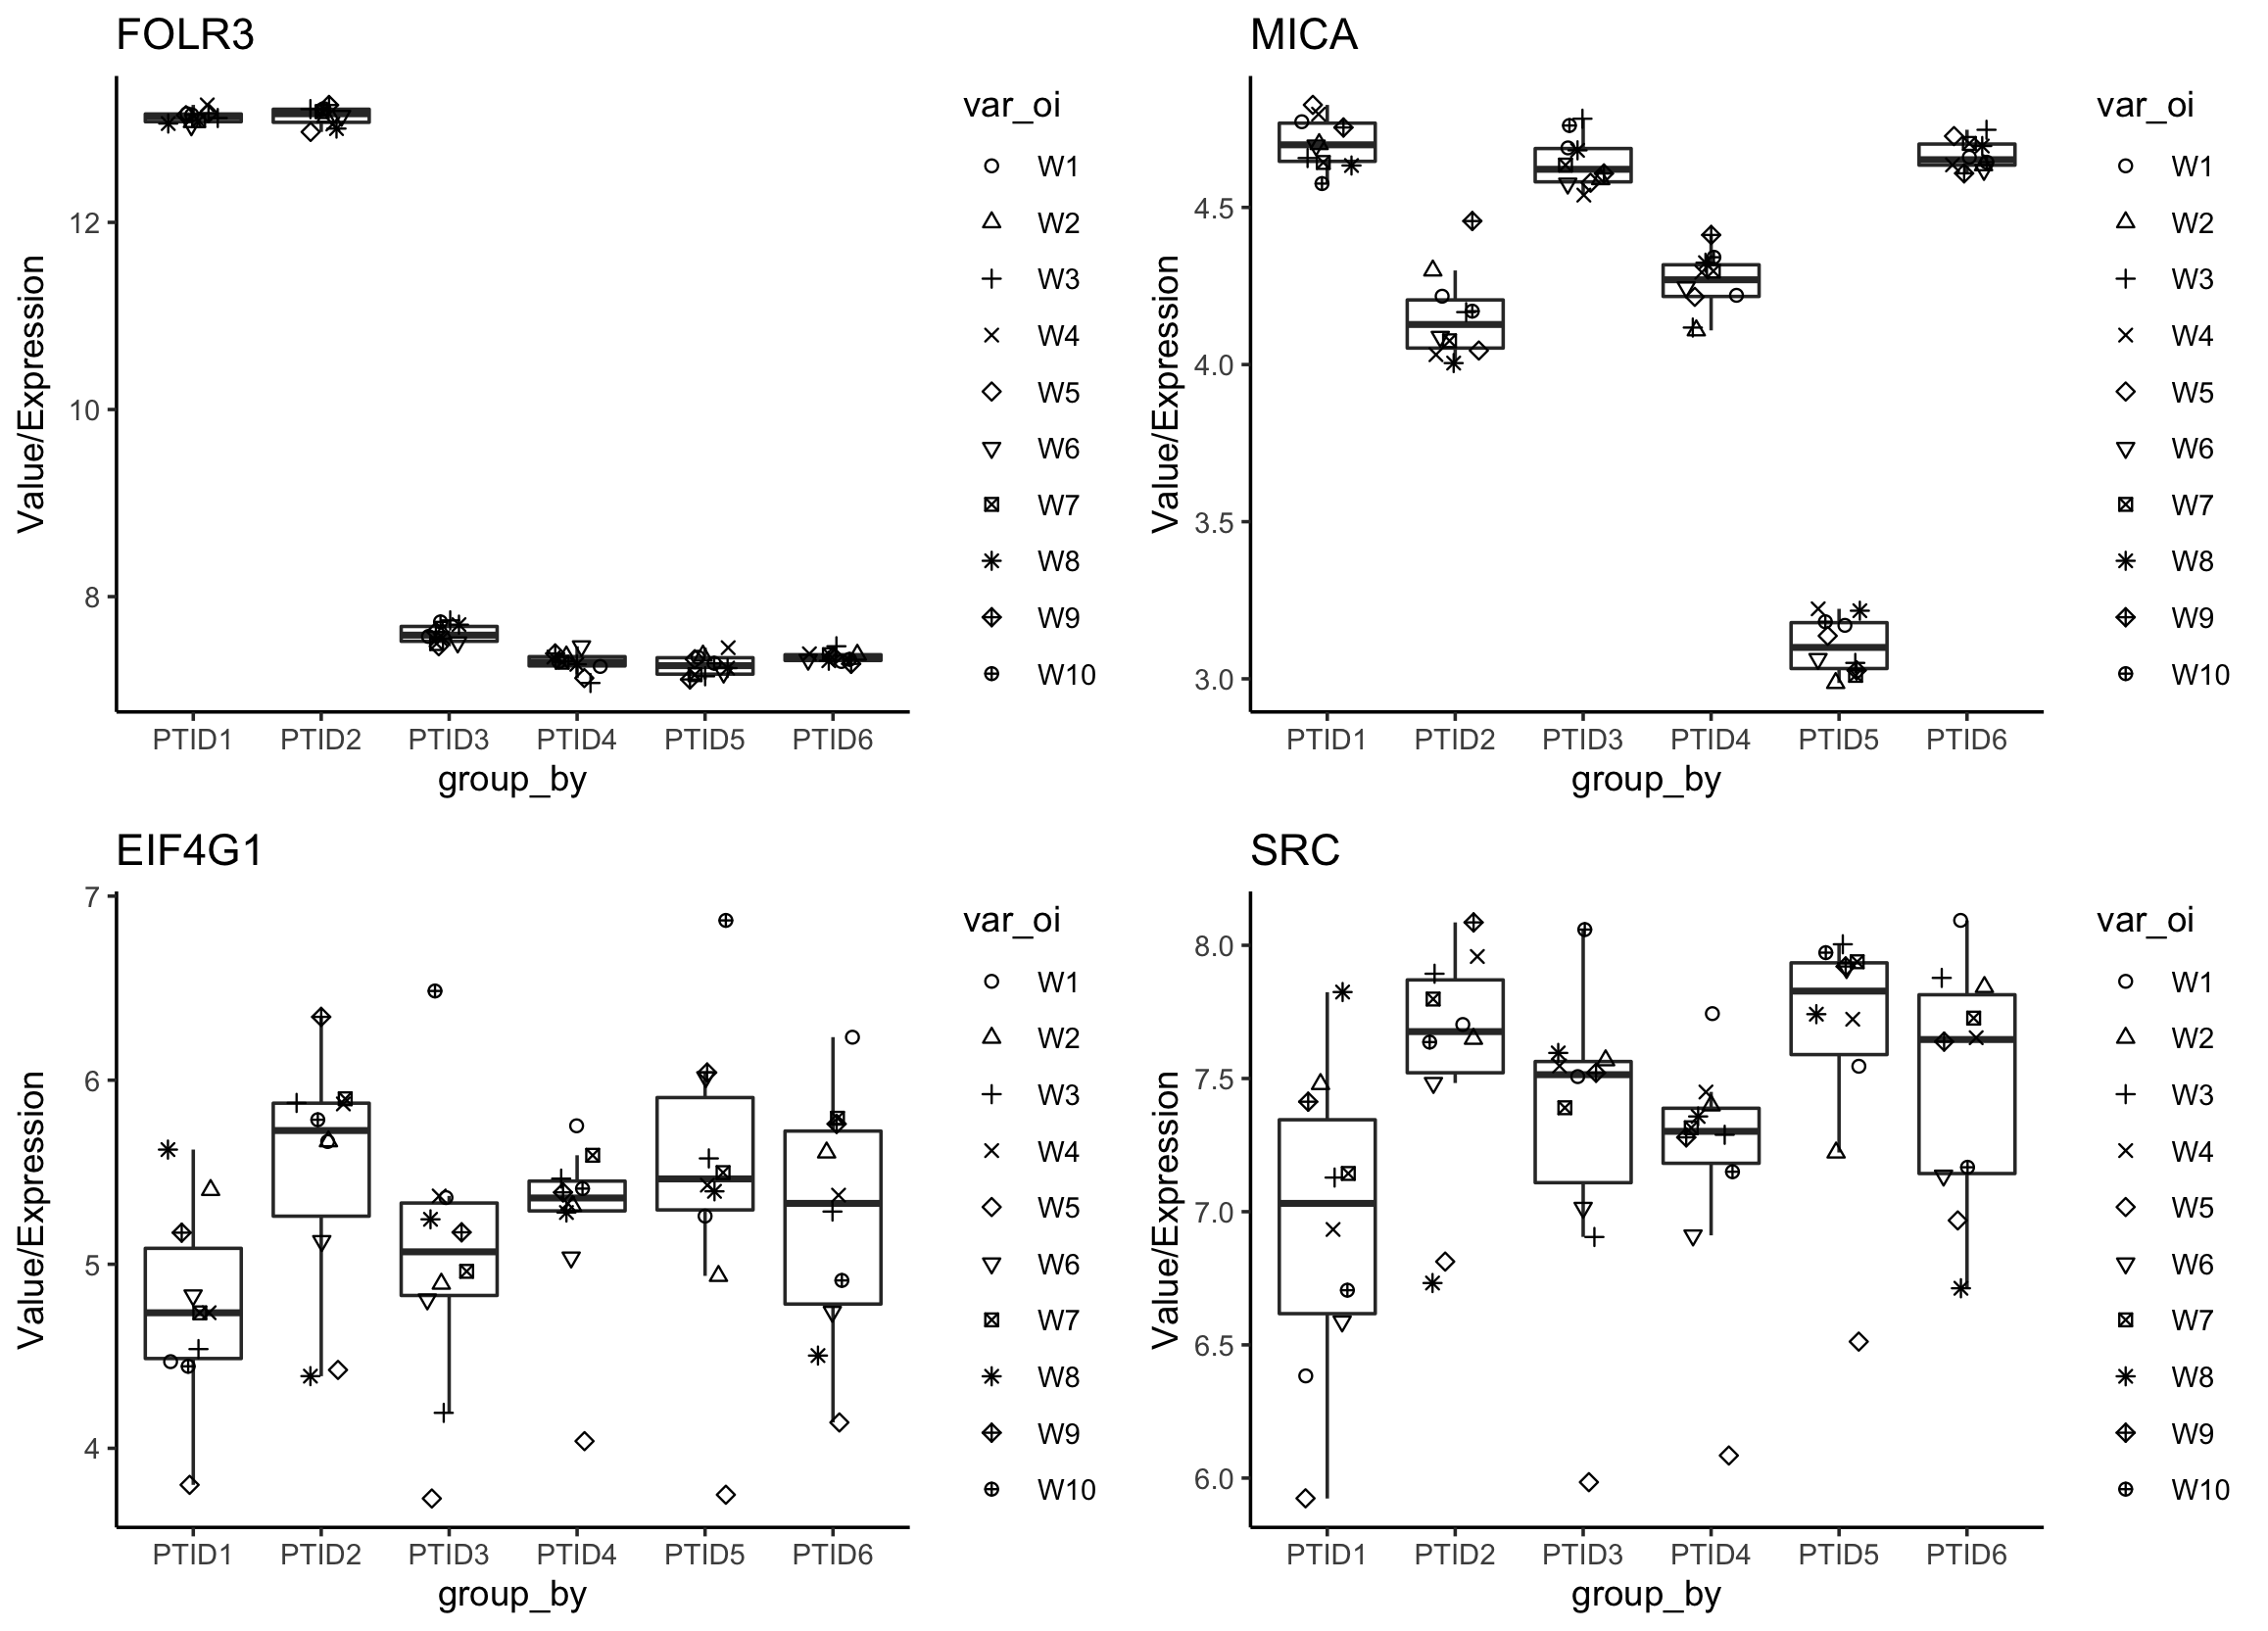 FOLR3
Value/Expression
12
10
8
PTID1 PTID2 PTID3 PTID4 PTID5 PTID6
group_by
var_oi
W1
W2
W3
W4
W5
W6
W7
W8
W9
W10
MICA
Value/Expression
4.5
4.0
3.5
3.0
PTID1 PTID2 PTID3 PTID4 PTID5 PTID6
group_by
var_oi
W1
W2
W3
W4
W5
W6
W7
W8
W9
W10
EIF4G1
Value/Expression
7
6
5
4
PTID1 PTID2 PTID3 PTID4 PTID5 PTID6
group_by
var_oi
W1
W2
W3
W4
W5
W6
W7
W8
W9
W10
SRC
Value/Expression
8.0
7.5
7.0
6.5
6.0
PTID1 PTID2 PTID3 PTID4 PTID5 PTID6
group_by
var_oi
W1
W2
W3
W4
W5
W6
W7
W8
W9
W10